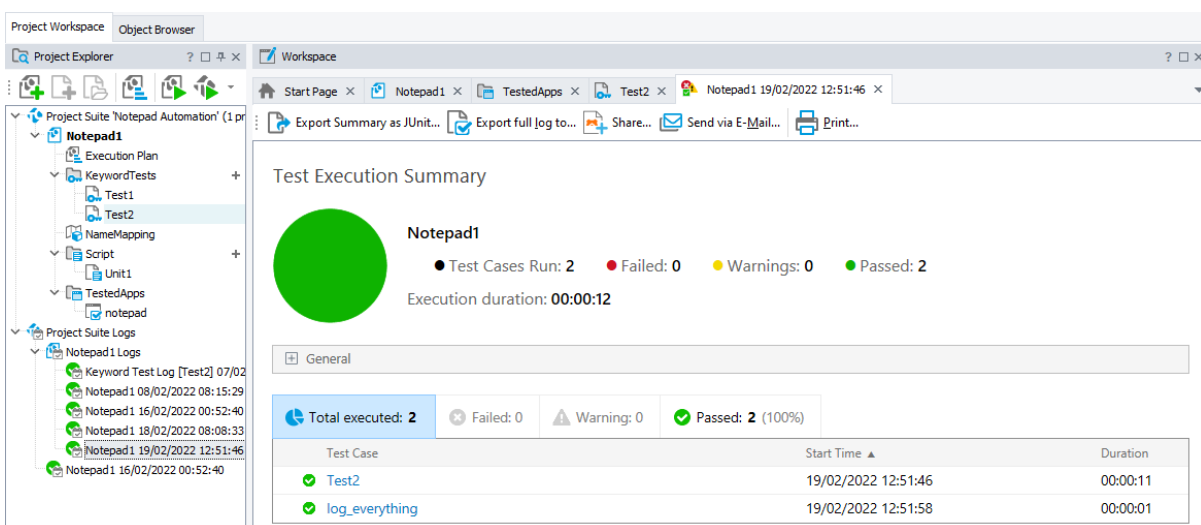 Project Workspace Object Browser
Project Explorer ? Workspace ?
Start Page Notepad1 TestedApps Test2 Notepad1 19/02/2022 12:51:46
Export Summary as JUnit... Export full log to... Share... Send via E-Mail... Print...
Project Suite 'Notepad Automation' (1 pr
Notepad1
Execution Plan
KeywordTests +
Test1
Test2
NameMapping
Script +
Unit1
TestedApps
notepad
Project Suite Logs
Notepad1 Logs
Keyword Test Log [Test2] 07/02
Notepad1 08/02/2022 08:15:29
Notepad1 16/02/2022 00:52:40
Notepad1 18/02/2022 08:08:33
Notepad1 19/02/2022 12:51:46
Notepad1 16/02/2022 00:52:40
Test Execution Summary
Notepad1
Test Cases Run: 2 Failed: 0 Warnings: 0 Passed: 2
Execution duration: 00:00:12
General
Total executed: 2 Failed: 0 Warning: 0 Passed: 2 (100%)
Test Case Start Time Duration
Test2 19/02/2022 12:51:46 00:00:11
log_everything 19/02/2022 12:51:58 00:00:01